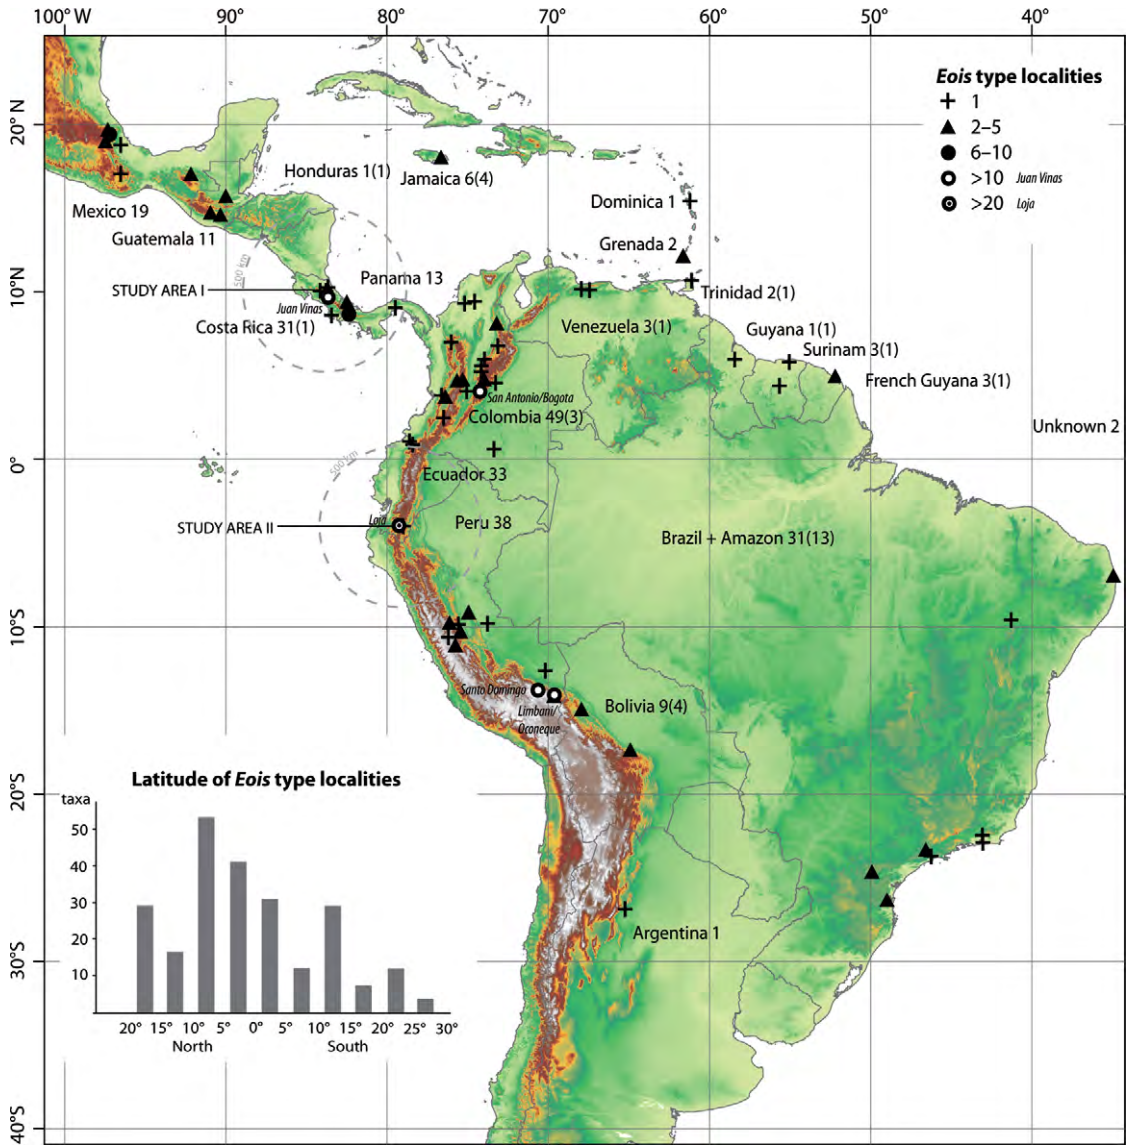 100°W 90° 80° 70° 60° 50° 40°
Eois type localities
1
2–5
6–10
>10 Juan Vinas
>20 Loja
20° N
Honduras 1(1)
Jamaica 6(4)
Mexico 19
Dominica 1
Guatemala 11
Grenada 2
500 km
Panama 13
10°N
STUDY AREA I
Trinidad 2(1)
Juan Vinas
Costa Rica 31(1)
Venezuela 3(1)
Guyana 1(1)
Surinam 3(1)
French Guyana 3(1)
San Antonio/Bogota
Colombia 49(3)
Unknown 2
0°
500 km
Ecuador 33
Loja
STUDY AREA II
Peru 38
Brazil + Amazon 31(13)
10°S
Santo Domingo
Limbani/
Oconeque
Bolivia 9(4)
20°S
Argentina 1
30°S
40°S
Latitude of Eois type localities
taxa
50
40
30
20
10
20° 15° 10° 5° 0° 5° 10° 15° 20° 25° 30°
North South